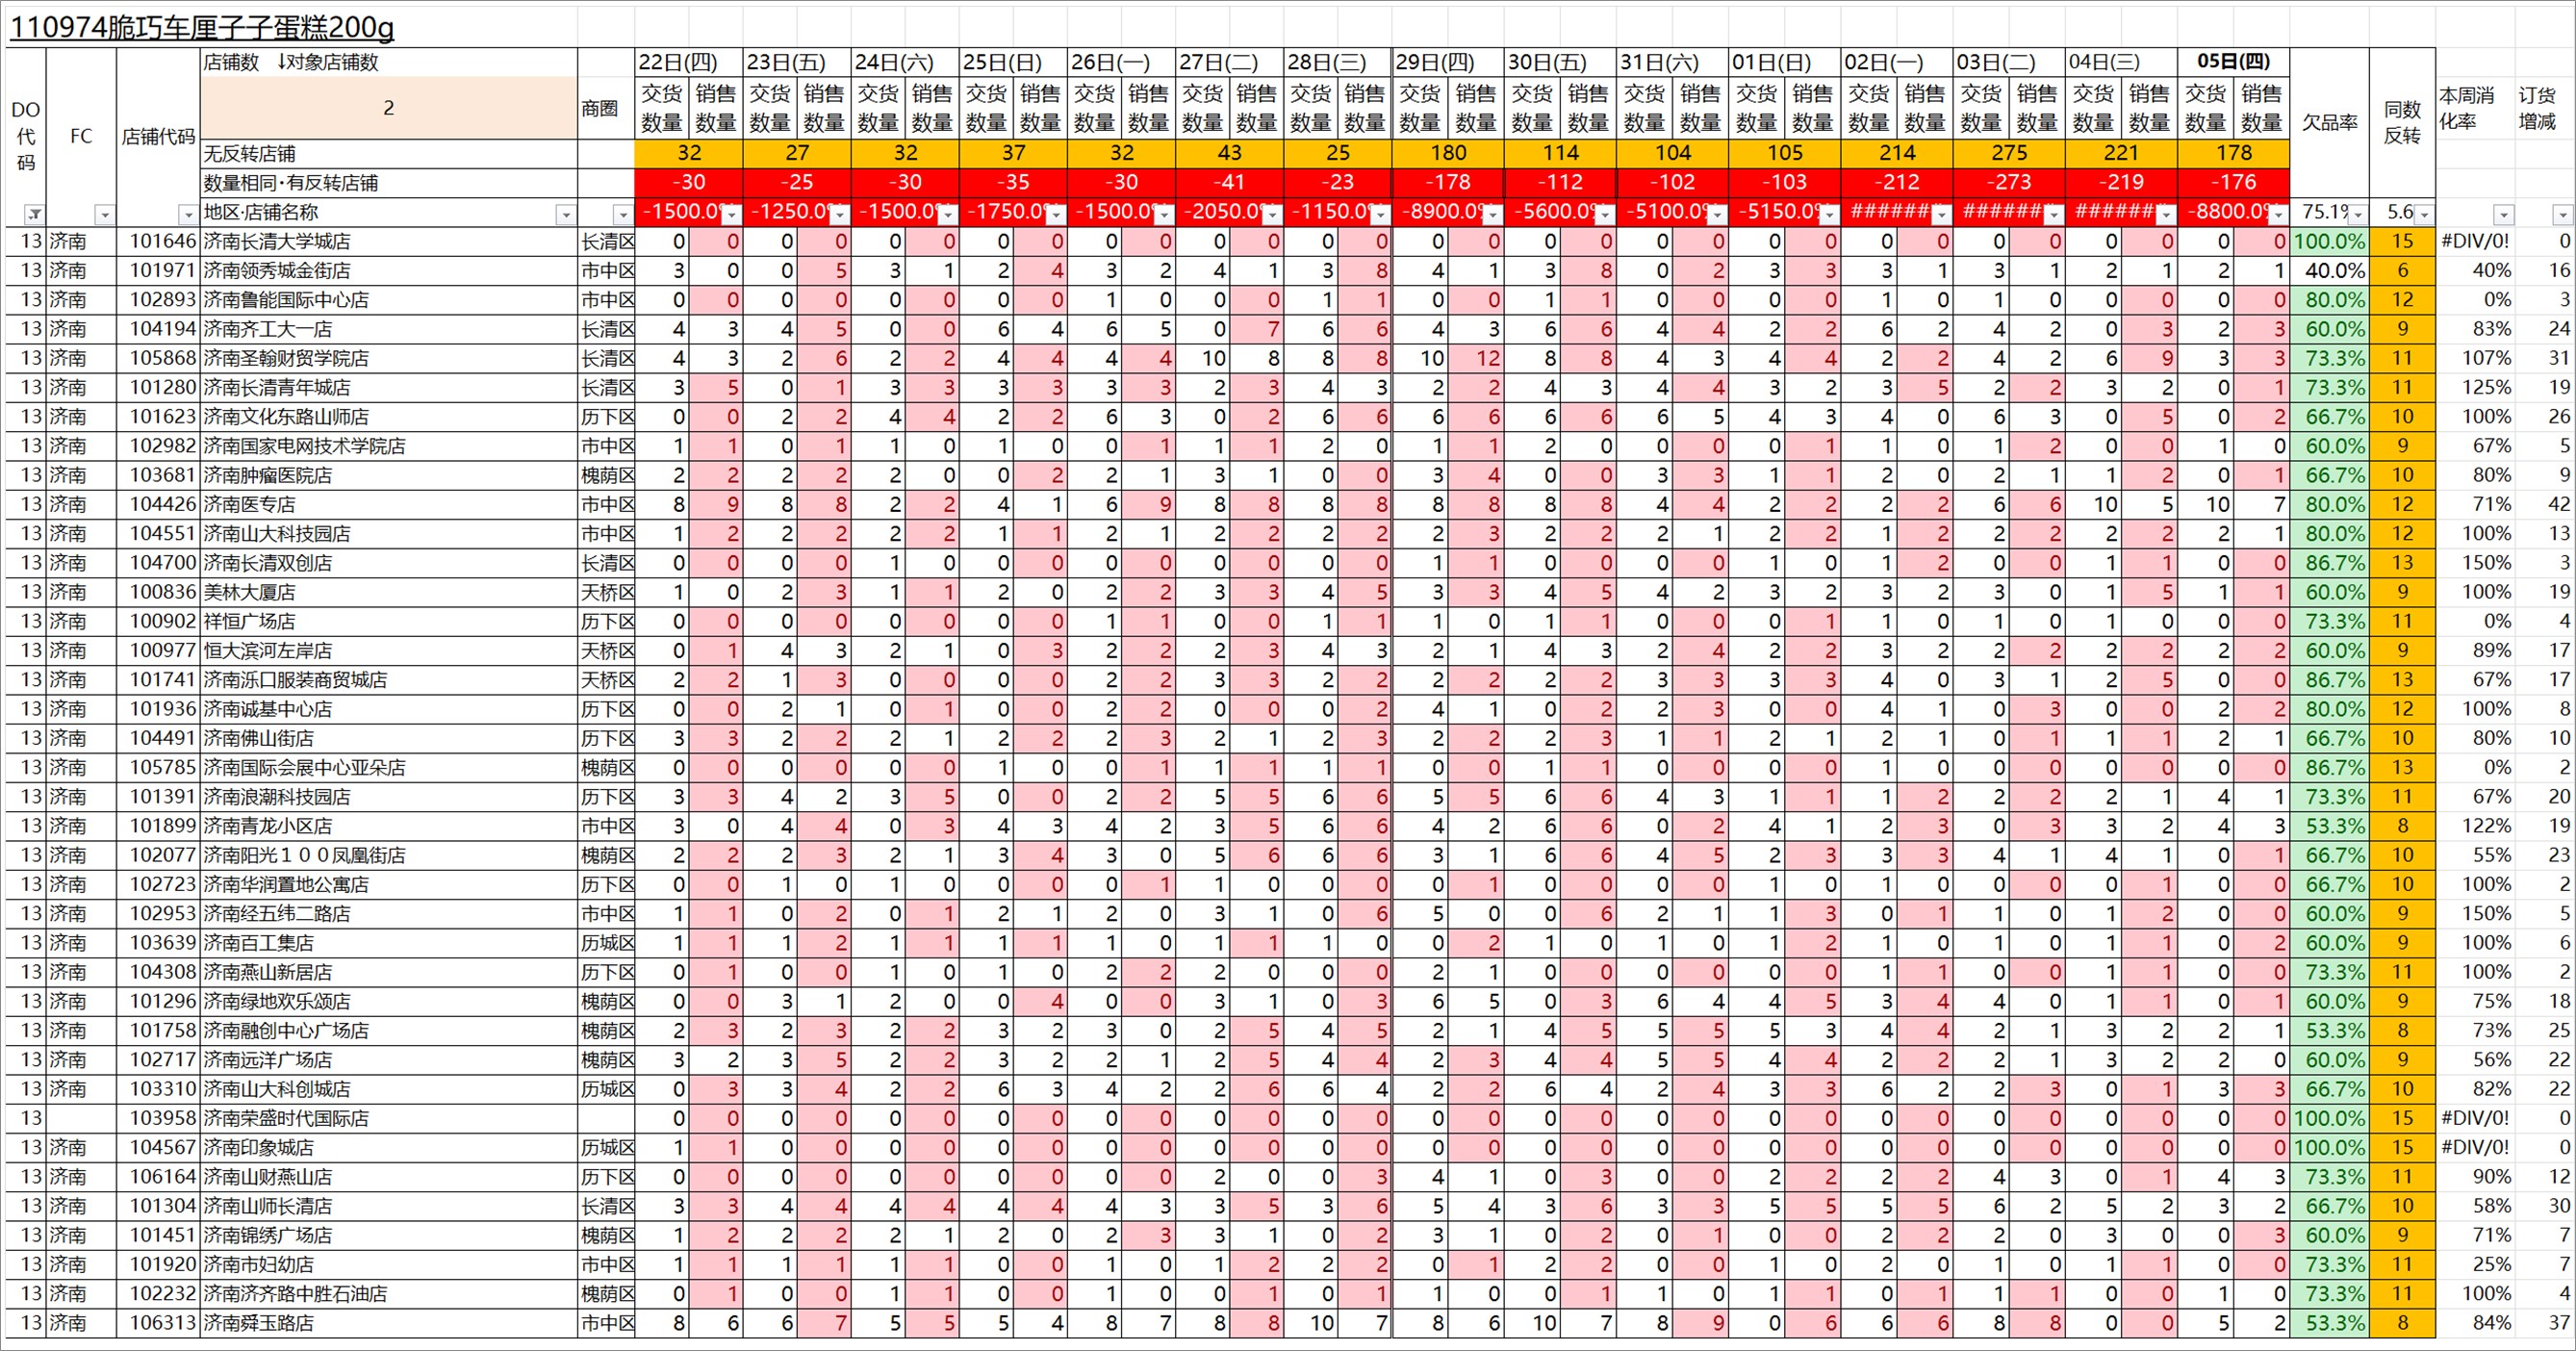 110974脆巧车厘子子蛋糕200g
DO代码 FC 店铺代码 店铺数 ↓对象店铺数 商圈 22日(四) 23日(五) 24日(六) 25日(日) 26日(一) 27日(二) 28日(三) 29日(四) 30日(五) 31日(六) 01日(日) 02日(一) 03日(二) 04日(三) 05日(四) 欠品率 同数反转 本周消化率 订货增减
2 交货数量 销售数量 交货数量 销售数量 交货数量 销售数量 交货数量 销售数量 交货数量 销售数量 交货数量 销售数量 交货数量 销售数量 交货数量 销售数量 交货数量 销售数量 交货数量 销售数量 交货数量 销售数量 交货数量 销售数量 交货数量 销售数量 交货数量 销售数量 交货数量 销售数量
无反转店铺 32 27 32 37 32 43 25 180 114 104 105 214 275 221 178
数量相同·有反转店铺 -30 -25 -30 -35 -30 -41 -23 -178 -112 -102 -103 -212 -273 -219 -176
地区·店铺名称 -1500.0% -1250.0% -1500.0% -1750.0% -1500.0% -2050.0% -1150.0% -8900.0% -5600.0% -5100.0% -5150.0% ####### ####### ####### -8800.0% 75.1% 5.6
13 济南 101646 济南长清大学城店 长清区 0 0 0 0 0 0 0 0 0 0 0 0 0 0 0 0 0 0 0 0 0 0 0 0 0 0 0 0 0 0 100.0% 15 #DIV/0! 0
13 济南 101971 济南领秀城金街店 市中区 3 0 0 5 3 1 2 4 3 2 4 1 3 8 4 1 3 8 0 2 3 3 3 1 3 1 2 1 2 1 40.0% 6 40% 16
13 济南 102893 济南鲁能国际中心店 市中区 0 0 0 0 0 0 0 0 1 0 0 0 1 1 0 0 1 1 0 0 0 0 1 0 1 0 0 0 0 0 80.0% 12 0% 3
13 济南 104194 济南齐工大一店 长清区 4 3 4 5 0 0 6 4 6 5 0 7 6 6 4 3 6 6 4 4 2 2 6 2 4 2 0 3 2 3 60.0% 9 83% 24
13 济南 105868 济南圣翰财贸学院店 长清区 4 3 2 6 2 2 4 4 4 4 10 8 8 8 10 12 8 8 4 3 4 4 2 2 4 2 6 9 3 3 73.3% 11 107% 31
13 济南 101280 济南长清青年城店 长清区 3 5 0 1 3 3 3 3 3 3 2 3 4 3 2 2 4 3 4 4 3 2 3 5 2 2 3 2 0 1 73.3% 11 125% 19
13 济南 101623 济南文化东路山师店 历下区 0 0 2 2 4 4 2 2 6 3 0 2 6 6 6 6 6 6 6 5 4 3 4 0 6 3 0 5 0 2 66.7% 10 100% 26
13 济南 102982 济南国家电网技术学院店 市中区 1 1 0 1 1 0 1 0 0 1 1 1 2 0 1 1 2 0 0 0 0 1 1 0 1 2 0 0 1 0 60.0% 9 67% 5
13 济南 103681 济南肿瘤医院店 槐荫区 2 2 2 2 2 0 0 2 2 1 3 1 0 0 3 4 0 0 3 3 1 1 2 0 2 1 1 2 0 1 66.7% 10 80% 9
13 济南 104426 济南医专店 市中区 8 9 8 8 2 2 4 1 6 9 8 8 8 8 8 8 8 8 4 4 2 2 2 2 6 6 10 5 10 7 80.0% 12 71% 42
13 济南 104551 济南山大科技园店 市中区 1 2 2 2 2 2 1 1 2 1 2 2 2 2 2 3 2 2 2 1 2 2 1 2 2 2 2 2 2 1 80.0% 12 100% 13
13 济南 104700 济南长清双创店 长清区 0 0 0 0 1 0 0 0 0 0 0 0 0 0 1 1 0 0 0 0 1 0 1 2 0 0 1 1 0 0 86.7% 13 150% 3
13 济南 100836 美林大厦店 天桥区 1 0 2 3 1 1 2 0 2 2 3 3 4 5 3 3 4 5 4 2 3 2 3 2 3 0 1 5 1 1 60.0% 9 100% 19
13 济南 100902 祥恒广场店 历下区 0 0 0 0 0 0 0 0 1 1 0 0 1 1 1 0 1 1 0 0 0 1 1 0 1 0 1 0 0 0 73.3% 11 0% 4
13 济南 100977 恒大滨河左岸店 天桥区 0 1 4 3 2 1 0 3 2 2 2 3 4 3 2 1 4 3 2 4 2 2 3 2 2 2 2 2 2 2 60.0% 9 89% 17
13 济南 101741 济南泺口服装商贸城店 天桥区 2 2 1 3 0 0 0 0 2 2 3 3 2 2 2 2 2 2 3 3 3 3 4 0 3 1 2 5 0 0 86.7% 13 67% 17
13 济南 101936 济南诚基中心店 历下区 0 0 2 1 0 1 0 0 2 2 0 0 0 2 4 1 0 2 2 3 0 0 4 1 0 3 0 0 2 2 80.0% 12 100% 8
13 济南 104491 济南佛山街店 历下区 3 3 2 2 2 1 2 2 2 3 2 1 2 3 2 2 2 3 1 1 2 1 2 1 0 1 1 1 2 1 66.7% 10 80% 10
13 济南 105785 济南国际会展中心亚朵店 槐荫区 0 0 0 0 0 0 1 0 0 1 1 1 1 1 0 0 1 1 0 0 0 0 1 0 0 0 0 0 0 0 86.7% 13 0% 2
13 济南 101391 济南浪潮科技园店 历下区 3 3 4 2 3 5 0 0 2 2 5 5 6 6 5 5 6 6 4 3 1 1 1 2 2 2 2 1 4 1 73.3% 11 67% 20
13 济南 101899 济南青龙小区店 市中区 3 0 4 4 0 3 4 3 4 2 3 5 6 6 4 2 6 6 0 2 4 1 2 3 0 3 3 2 4 3 53.3% 8 122% 19
13 济南 102077 济南阳光１００凤凰街店 槐荫区 2 2 2 3 2 1 3 4 3 0 5 6 6 6 3 1 6 6 4 5 2 3 3 3 4 1 4 1 0 1 66.7% 10 55% 23
13 济南 102723 济南华润置地公寓店 历下区 0 0 1 0 1 0 0 0 0 1 1 0 0 0 0 1 0 0 0 0 1 0 1 0 0 0 0 1 0 0 66.7% 10 100% 2
13 济南 102953 济南经五纬二路店 市中区 1 1 0 2 0 1 2 1 2 0 3 1 0 6 5 0 0 6 2 1 1 3 0 1 1 0 1 2 0 0 60.0% 9 150% 5
13 济南 103639 济南百工集店 历城区 1 1 1 2 1 1 1 1 1 0 1 1 1 0 0 2 1 0 1 0 1 2 1 0 1 0 1 1 0 2 60.0% 9 100% 6
13 济南 104308 济南燕山新居店 历下区 0 1 0 0 1 0 1 0 2 2 2 0 0 0 2 1 0 0 0 0 0 0 1 1 0 0 1 1 0 0 73.3% 11 100% 2
13 济南 101296 济南绿地欢乐颂店 槐荫区 0 0 3 1 2 0 0 4 0 0 3 1 0 3 6 5 0 3 6 4 4 5 3 4 4 0 1 1 0 1 60.0% 9 75% 18
13 济南 101758 济南融创中心广场店 槐荫区 2 3 2 3 2 2 3 2 3 0 2 5 4 5 2 1 4 5 5 5 5 3 4 4 2 1 3 2 2 1 53.3% 8 73% 25
13 济南 102717 济南远洋广场店 槐荫区 3 2 3 5 2 2 3 2 2 1 2 5 4 4 2 3 4 4 5 5 4 4 2 2 2 1 3 2 2 0 60.0% 9 56% 22
13 济南 103310 济南山大科创城店 历城区 0 3 3 4 2 2 6 3 4 2 2 6 6 4 2 2 6 4 2 4 3 3 6 2 2 3 0 1 3 3 66.7% 10 82% 22
13 103958 济南荣盛时代国际店 0 0 0 0 0 0 0 0 0 0 0 0 0 0 0 0 0 0 0 0 0 0 0 0 0 0 0 0 0 0 100.0% 15 #DIV/0! 0
13 济南 104567 济南印象城店 历城区 1 1 0 0 0 0 0 0 0 0 0 0 0 0 0 0 0 0 0 0 0 0 0 0 0 0 0 0 0 0 100.0% 15 #DIV/0! 0
13 济南 106164 济南山财燕山店 历下区 0 0 0 0 0 0 0 0 0 0 2 0 0 3 4 1 0 3 0 0 2 2 2 2 4 3 0 1 4 3 73.3% 11 90% 12
13 济南 101304 济南山师长清店 长清区 3 3 4 4 4 4 4 4 4 3 3 5 3 6 5 4 3 6 3 3 5 5 5 5 6 2 5 2 3 2 66.7% 10 58% 30
13 济南 101451 济南锦绣广场店 槐荫区 1 2 2 2 2 1 2 0 2 3 3 1 0 2 3 1 0 2 0 1 0 0 2 2 2 0 3 0 0 3 60.0% 9 71% 7
13 济南 101920 济南市妇幼店 市中区 1 1 1 1 1 1 0 0 1 0 1 2 2 2 0 1 2 2 0 0 1 0 2 0 1 0 1 1 0 0 73.3% 11 25% 7
13 济南 102232 济南济齐路中胜石油店 槐荫区 0 1 0 0 1 1 0 0 1 0 0 1 0 1 1 0 0 1 1 0 1 1 0 1 1 1 0 0 1 0 73.3% 11 100% 4
13 济南 106313 济南舜玉路店 市中区 8 6 6 7 5 5 5 4 8 7 8 8 10 7 8 6 10 7 8 9 0 6 6 6 8 8 0 0 5 2 53.3% 8 84% 37